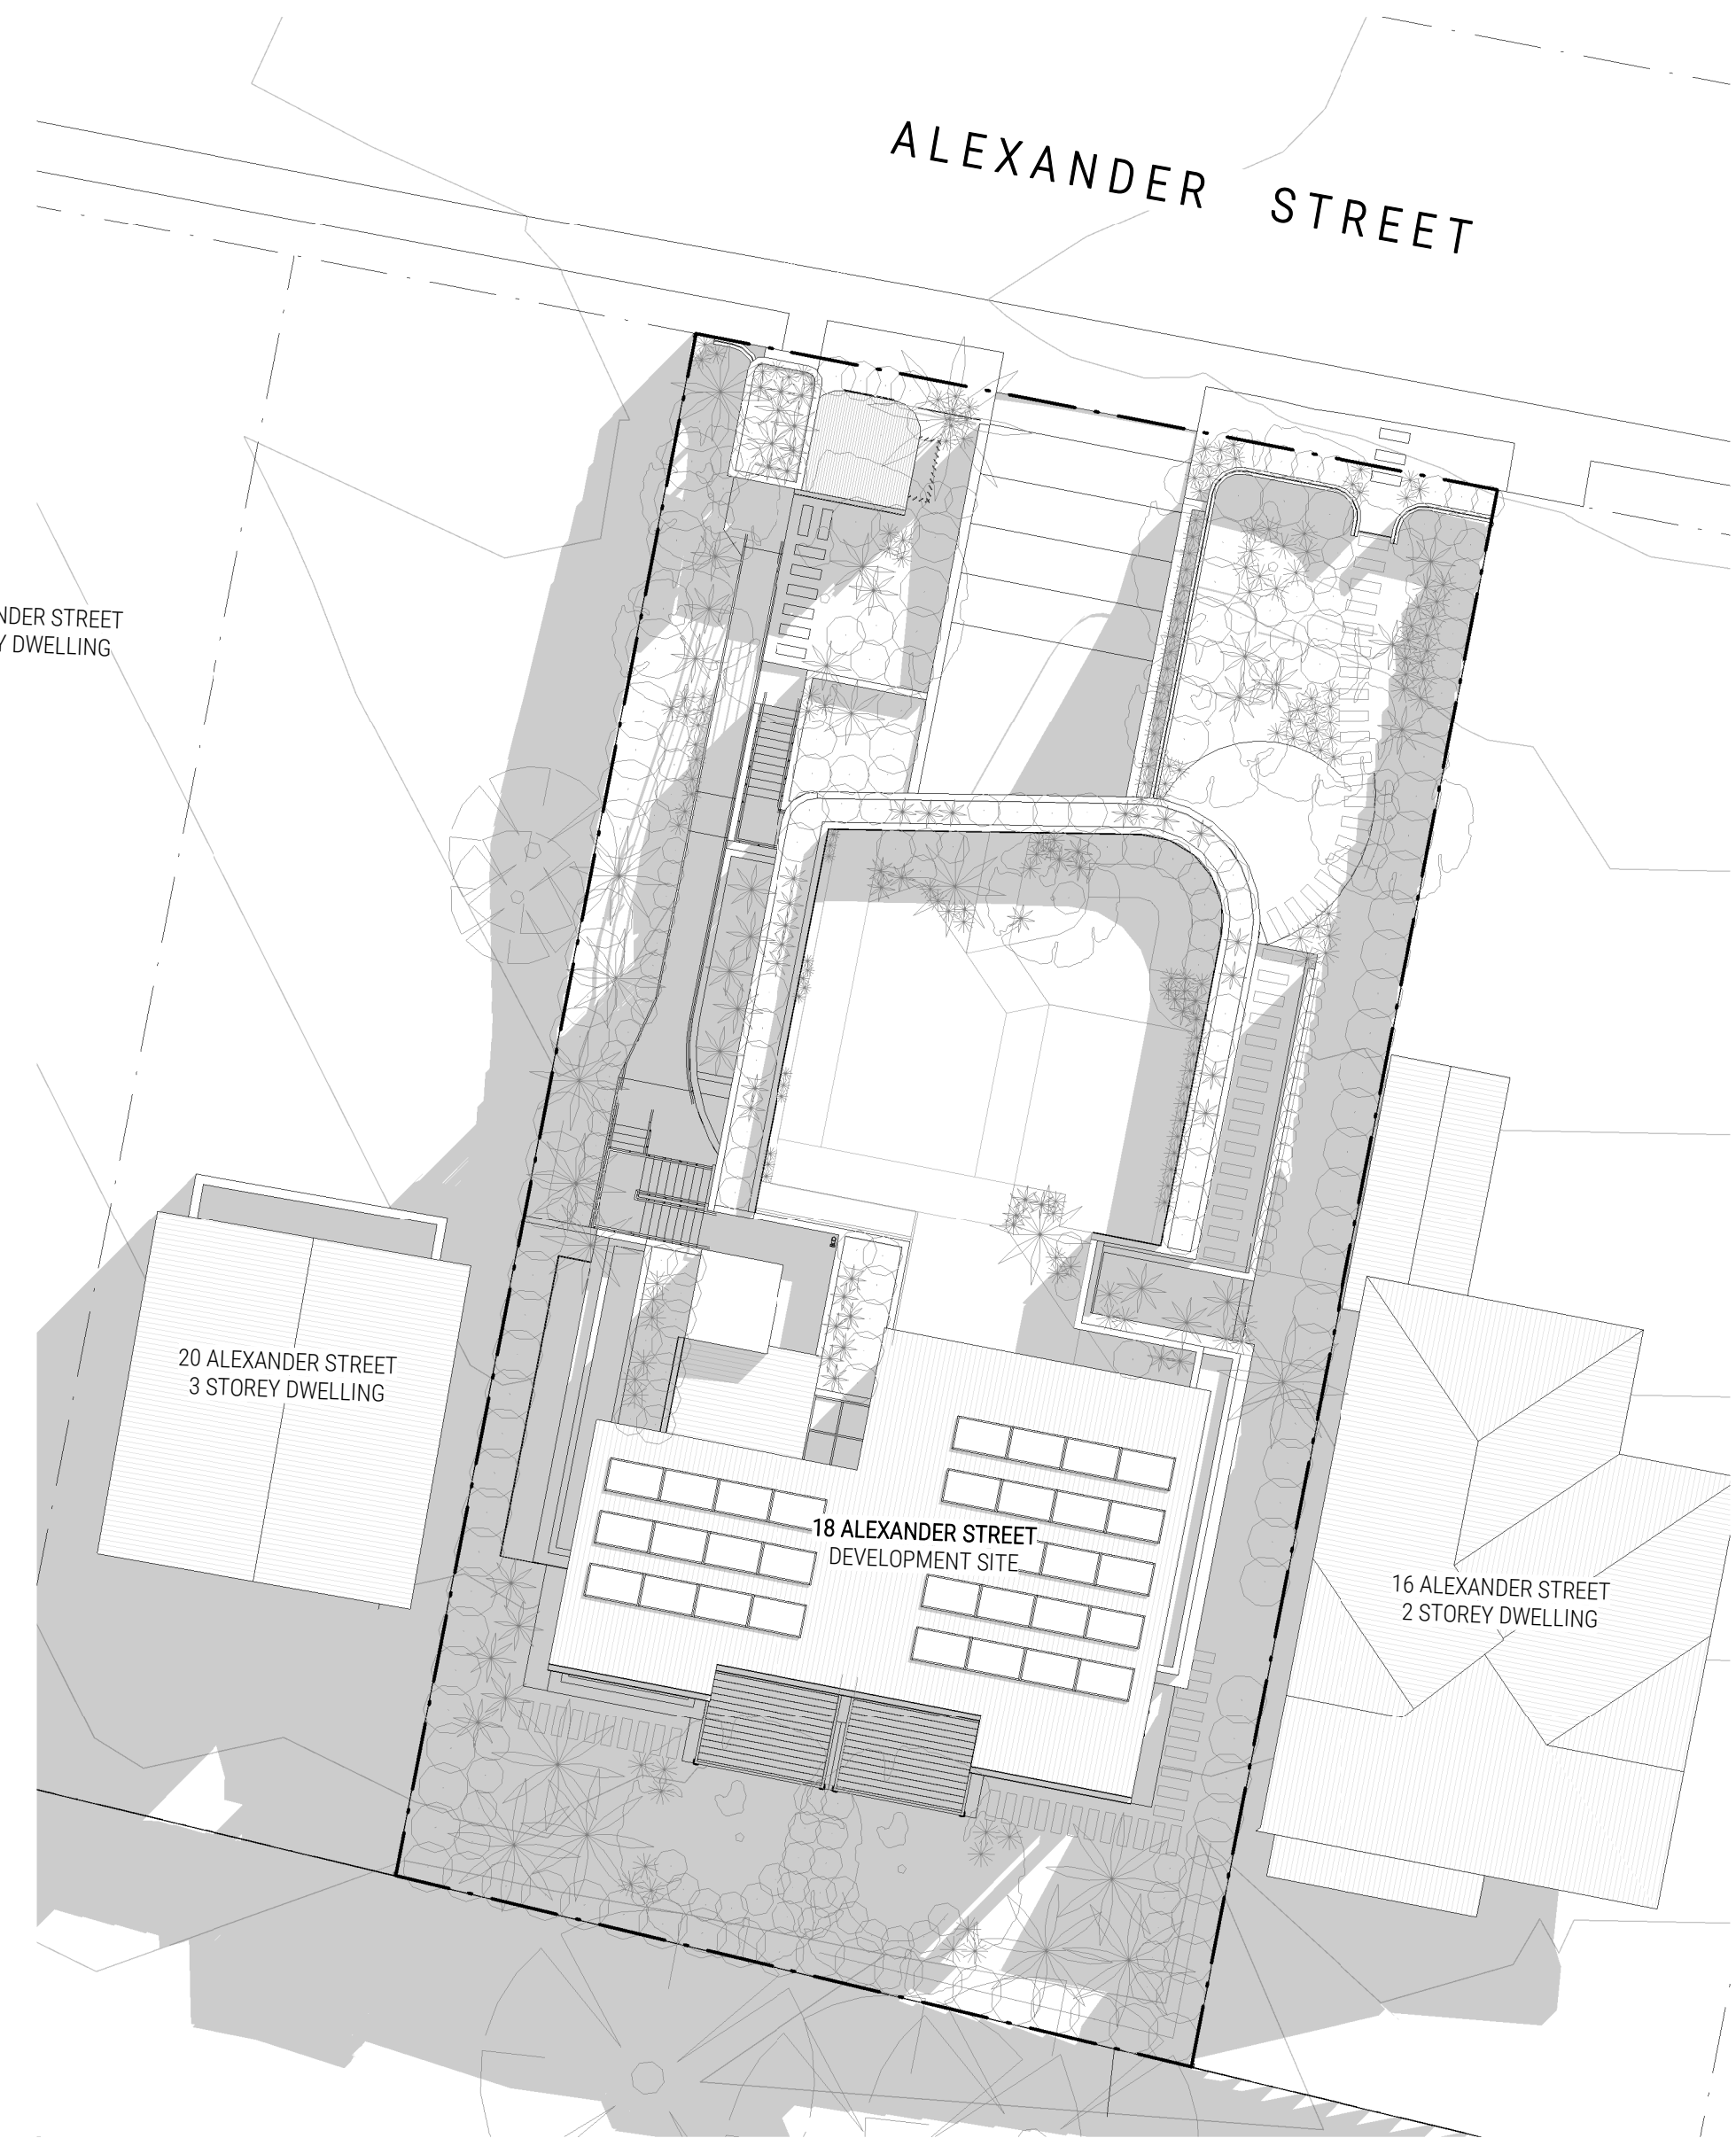 ALEXANDER STREET
NDER STREET
Y DWELLING
20 ALEXANDER STREET
3 STOREY DWELLING
18 ALEXANDER STREET
DEVELOPMENT SITE
16 ALEXANDER STREET
2 STOREY DWELLING